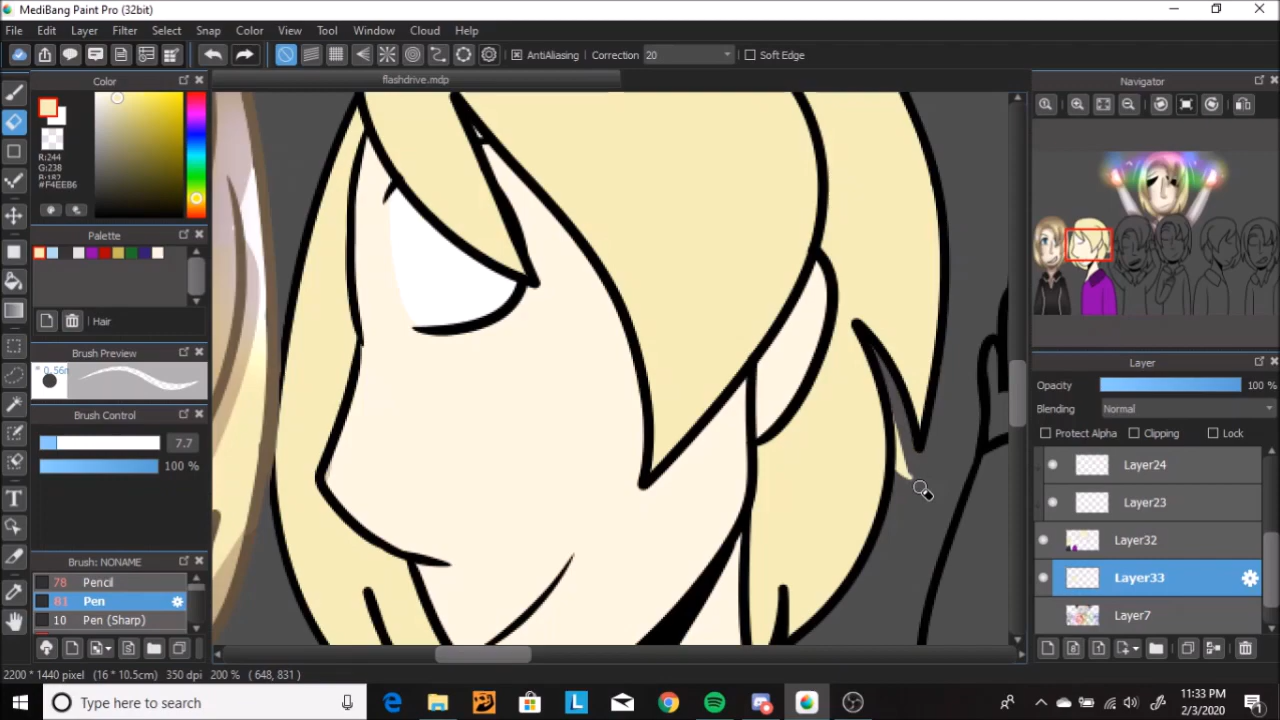 MediBang Paint Pro (32bit)
File Edit Layer Filter Select Snap Color View Tool Window Cloud Help
AntiAliasing Correction 20 Soft Edge
flashdrive.mdp
Color
R:244
G:238
B:182
#F4EEB6
Palette
Hair
Brush Preview
Brush Control
7.7
100 %
Brush: NONAME
78 Pencil
81 Pen
10 Pen (Sharp)
Navigator
Layer
Opacity 100 %
Blending Normal
Protect Alpha Clipping Lock
Layer24
Layer23
Layer32
Layer33
Layer7
2200 * 1440 pixel (16 * 10.5cm) 350 dpi 200 % ( 648, 831 )
Type here to search
11:33 PM
2/3/2020